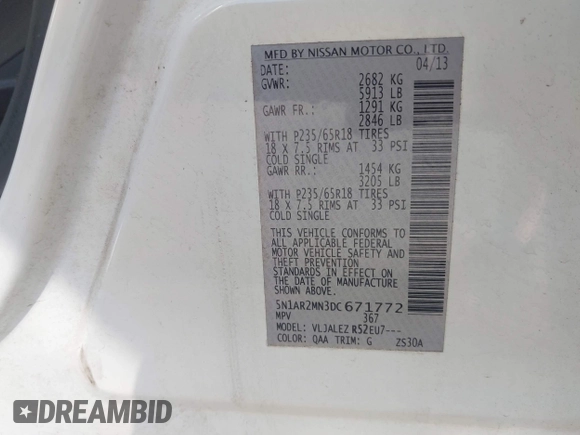 MFD BY NISSAN MOTOR CO., LTD.
DATE: 04/13
GVWR: 2682 KG
5913 LB
GAWR FR.: 1291 KG
2846 LB
WITH P235/65R18 TIRES
18 X 7.5 RIMS AT 33 PSI
COLD SINGLE
GAWR RR.: 1454 KG
3205 LB
WITH P235/65R18 TIRES
18 X 7.5 RIMS AT 33 PSI
COLD SINGLE
THIS VEHICLE CONFORMS TO
ALL APPLICABLE FEDERAL
MOTOR VEHICLE SAFETY AND
THEFT PREVENTION
STANDARDS IN EFFECT ON
THE DATE OF MANUFACTURE
SHOWN ABOVE.
5N1AR2MN3DC671772
MPV 367
MODEL: VLJALEZ R52EU7---
COLOR: QAA TRIM: G ZS30A
DREAMBID